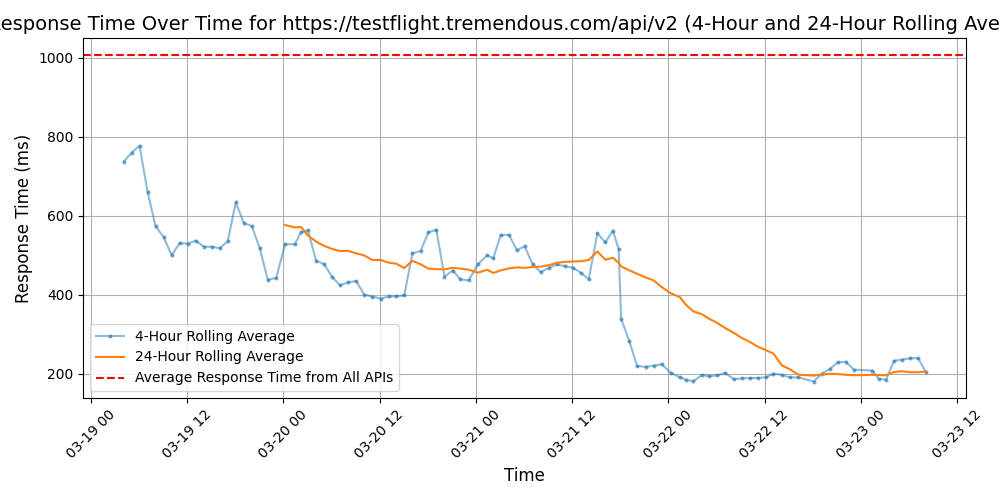 esponse Time Over Time for https://testflight.tremendous.com/api/v2 (4-Hour and 24-Hour Rolling Ave
Response Time (ms)
1000
800
600
400
200
4-Hour Rolling Average
24-Hour Rolling Average
Average Response Time from All APIs
03-19 00
03-19 12
03-20 00
03-20 12
03-21 00
03-21 12
03-22 00
03-22 12
03-23 00
03-23 12
Time